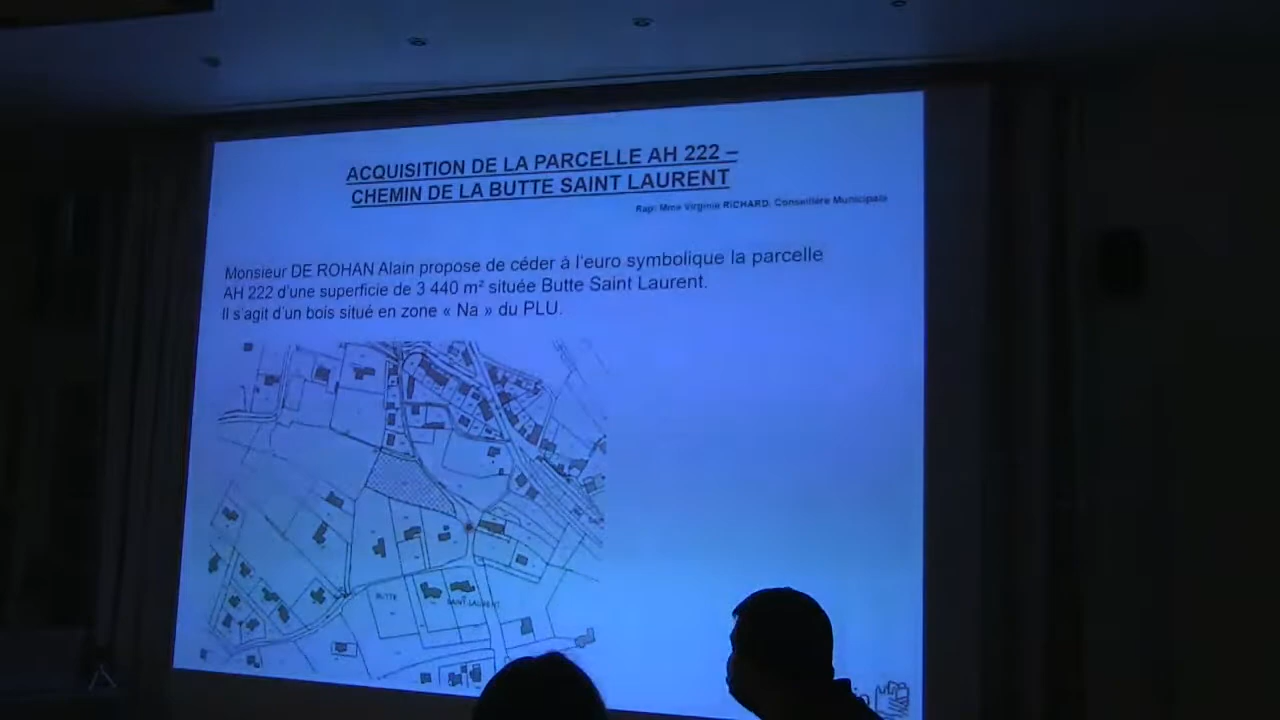 ACQUISITION DE LA PARCELLE AH 222 –
CHEMIN DE LA BUTTE SAINT LAURENT
Rap: Mme Virginie RICHARD, Conseillère Municipale
Monsieur DE ROHAN Alain propose de céder à l'euro symbolique la parcelle
AH 222 d'une superficie de 3 440 m² située Butte Saint Laurent.
Il s'agit d'un bois situé en zone « Na » du PLU.
BUTTE
SAINT LAURENT